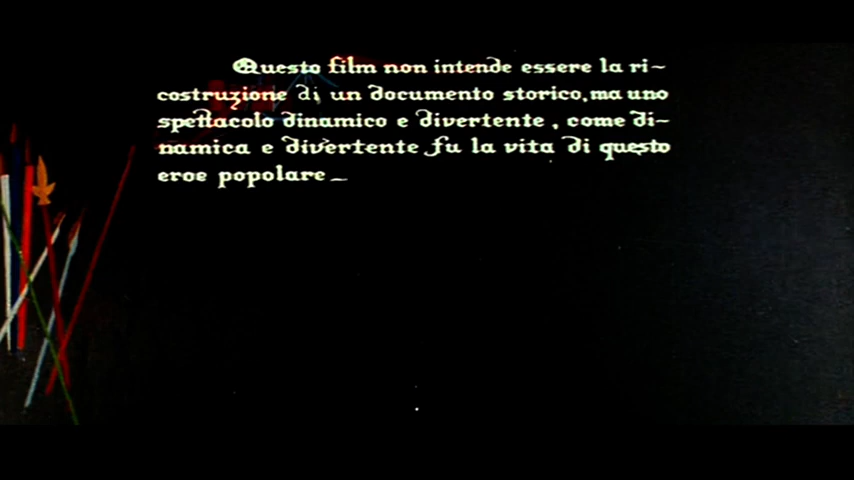 Questo film non intende essere la ri-
costruzione di un documento storico, ma uno
spettacolo dinamico e divertente, come di-
namica e divertente fu la vita di questo
eroe popolare_